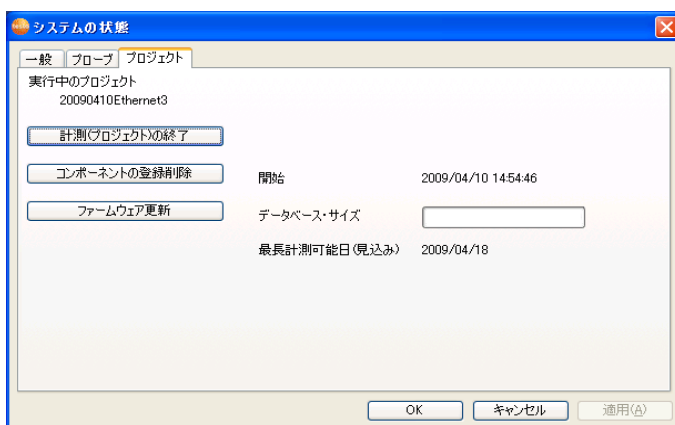 システムの状態
一般 プローブ プロジェクト
実行中のプロジェクト
20090410Ethernet3
計測(プロジェクト)の終了
コンポーネントの登録削除
開始 2009/04/10 14:54:46
ファームウェア更新
データベース・サイズ
最長計測可能日(見込み) 2009/04/18
OK キャンセル 適用(A)